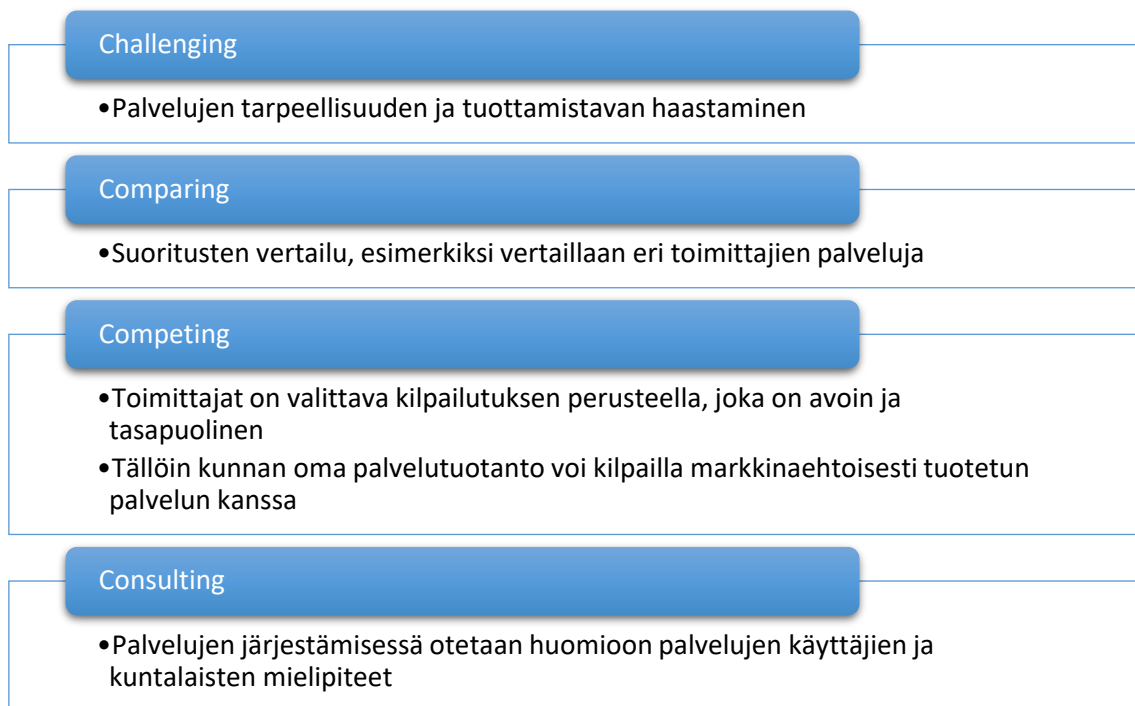 Challenging
•Palvelujen tarpeellisuuden ja tuottamistavan haastaminen
Comparing
•Suoritusten vertailu, esimerkiksi vertaillaan eri toimittajien palveluja
Competing
•Toimittajat on valittava kilpailutuksen perusteella, joka on avoin ja
tasapuolinen
•Tällöin kunnan oma palvelutuotanto voi kilpailla markkinaehtoisesti tuotetun
palvelun kanssa
Consulting
•Palvelujen järjestämisessä otetaan huomioon palvelujen käyttäjien ja
kuntalaisten mielipiteet